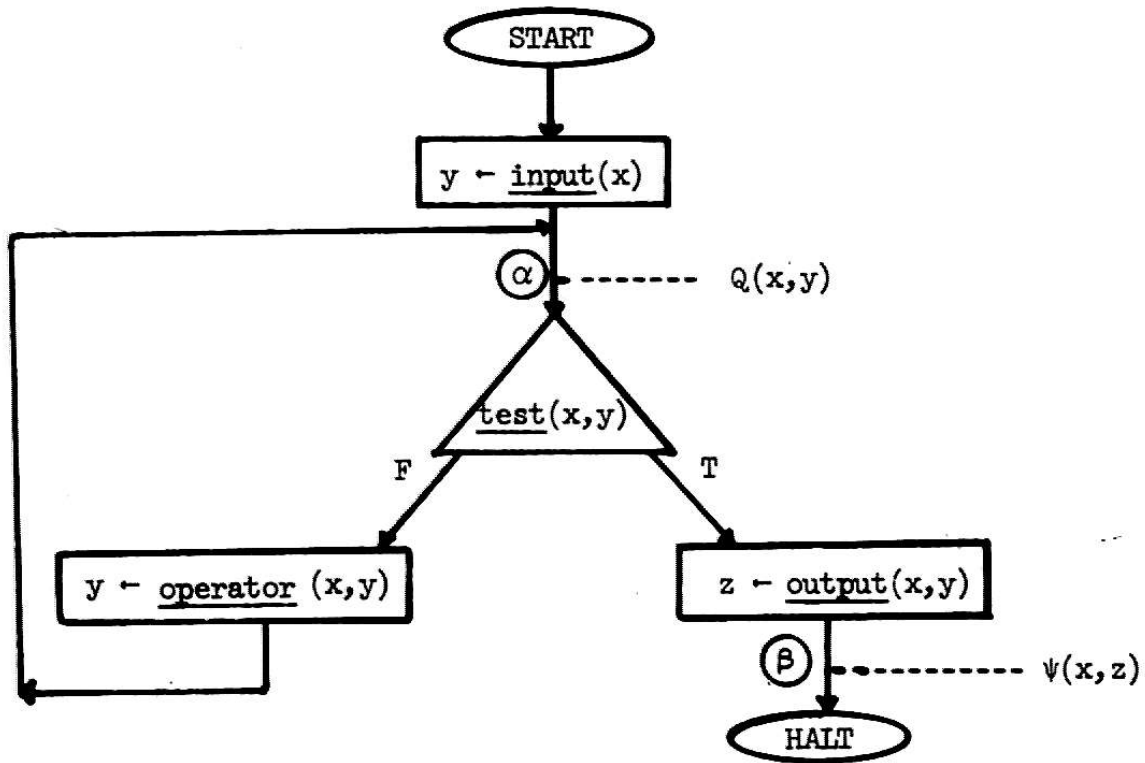 START
y ← input(x)
α
Q(x,y)
test(x,y)
F
T
y ← operator (x,y)
z ← output(x,y)
β
ψ(x,z)
HALT